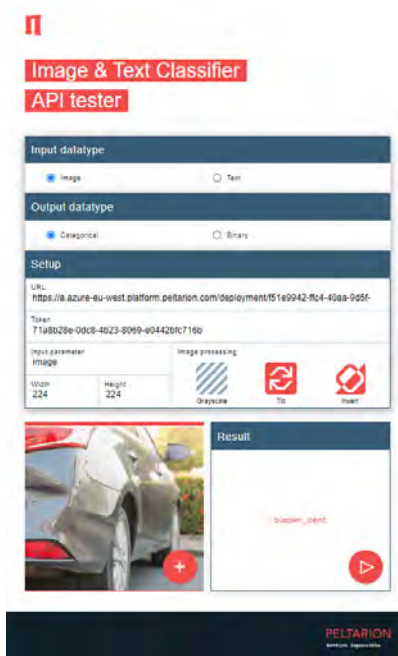 Image & Text Classifier
API tester
Input datatype
Image
Text
Output datatype
Categorical
Binary
Setup
URL
https://a.azure-eu-west.platform.peltarion.com/deployment/f51e9942-ffc4-40aa-9d5f-
Token
71a8b28e-0dc8-4b23-8069-e0442bfc716b
Input parameter
Image
Image processing
Width
224
Height
224
Grayscale
Tilt
Invert
Result
bumper_dent
PELTARION